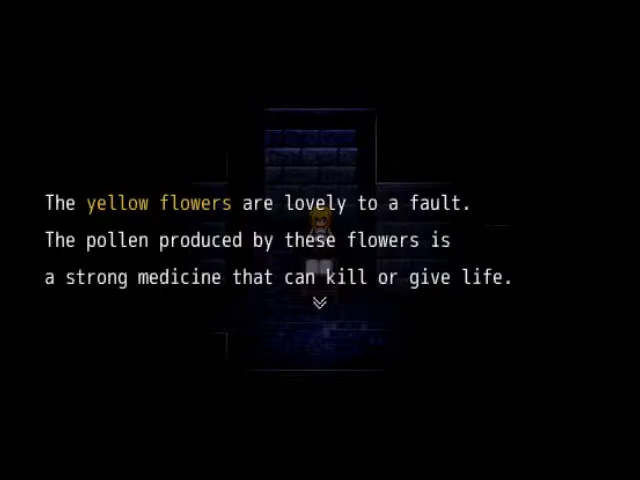 The yellow flowers are lovely to a fault.
The pollen produced by these flowers is
a strong medicine that can kill or give life.